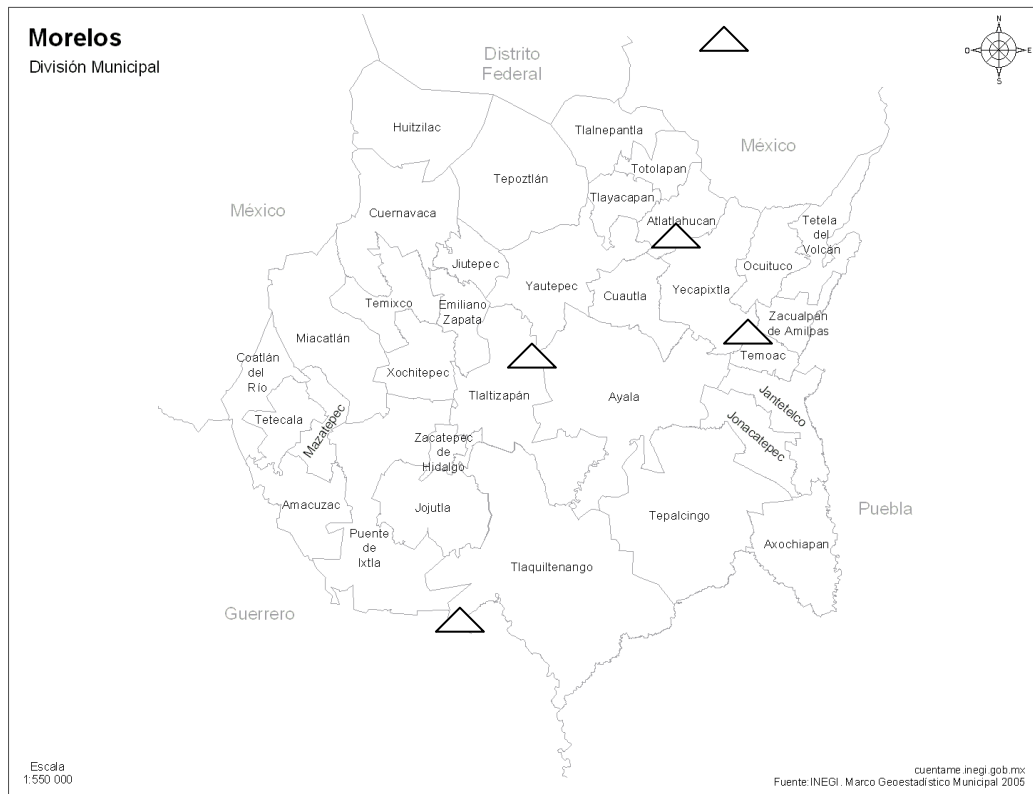 Morelos
División Municipal
N
O
E
S
Distrito
Federal
México
México
Puebla
Guerrero
Huitzilac
Tepoztlán
Tlalnepantla
Totolapan
Tlayacapan
Atlatlahucan
Cuernavaca
Tetela
del
Volcán
Jiutepec
Ocuituco
Yautepec
Cuautla
Yecapixtla
Temixco
Emiliano
Zapata
Zacualpán
de Amilpas
Miacatlán
Temoac
Coatlán
del
Río
Xochitepec
Tlaltizapán
Ayala
Jantetelco
Tetecala
Mazatepec
Jonacatepec
Zacatepec
de
Hidalgo
Amacuzac
Jojutla
Tepalcingo
Puente
de
Ixtla
Axochiapan
Tlaquiltenango
Escala
1:550 000
cuentame.inegi.gob.mx
Fuente: INEGI. Marco Geoestadístico Municipal 2005